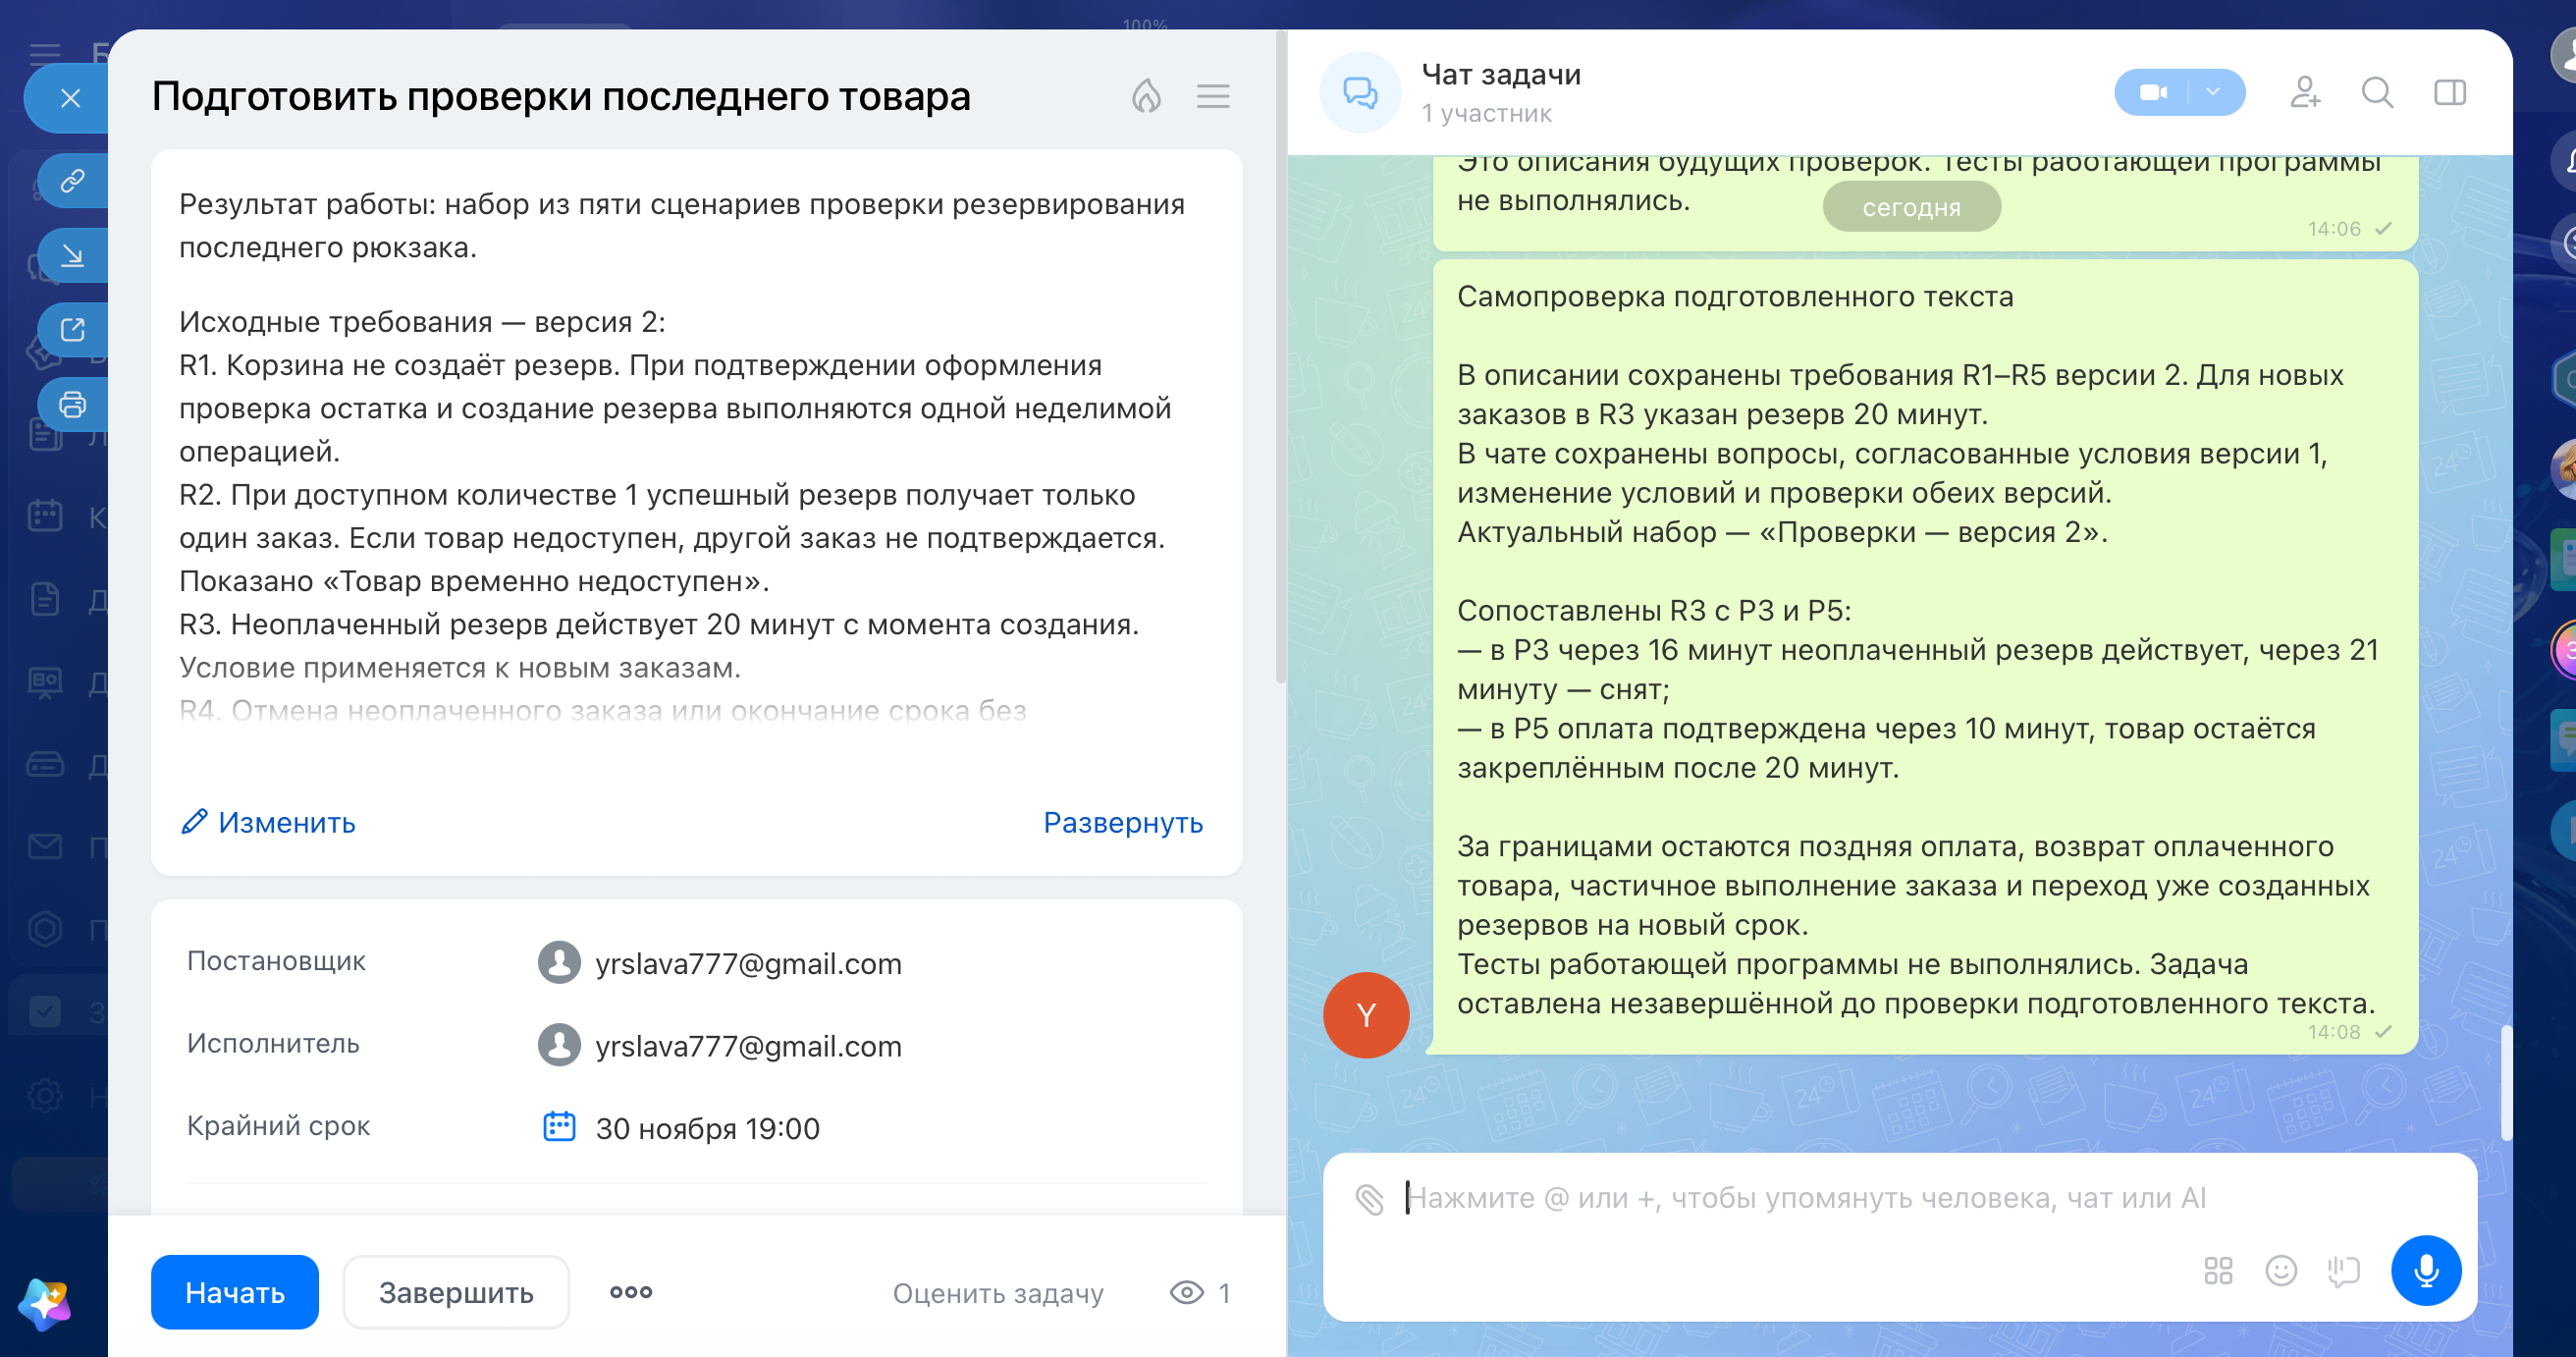 100%
Подготовить проверки последнего товара
Результат работы: набор из пяти сценариев проверки резервирования
последнего рюкзака.
Исходные требования — версия 2:
R1. Корзина не создаёт резерв. При подтверждении оформления
проверка остатка и создание резерва выполняются одной неделимой
операцией.
R2. При доступном количестве 1 успешный резерв получает только
один заказ. Если товар недоступен, другой заказ не подтверждается.
Показано «Товар временно недоступен».
R3. Неоплаченный резерв действует 20 минут с момента создания.
Условие применяется к новым заказам.
R4. Отмена неоплаченного заказа или окончание срока без
Изменить
Развернуть
Постановщик
yrslava777@gmail.com
Исполнитель
yrslava777@gmail.com
Крайний срок
30 ноября 19:00
Начать
Завершить
Оценить задачу
1
Чат задачи
1 участник
Это описания будущих проверок. Тесты работающей программы
не выполнялись.
сегодня
14:06
Самопроверка подготовленного текста
В описании сохранены требования R1–R5 версии 2. Для новых
заказов в R3 указан резерв 20 минут.
В чате сохранены вопросы, согласованные условия версии 1,
изменение условий и проверки обеих версий.
Актуальный набор — «Проверки — версия 2».
Сопоставлены R3 с P3 и P5:
— в P3 через 16 минут неоплаченный резерв действует, через 21
минуту — снят;
— в P5 оплата подтверждена через 10 минут, товар остаётся
закреплённым после 20 минут.
За границами остаются поздняя оплата, возврат оплаченного
товара, частичное выполнение заказа и переход уже созданных
резервов на новый срок.
Тесты работающей программы не выполнялись. Задача
оставлена незавершённой до проверки подготовленного текста.
14:08
Y
Нажмите @ или +, чтобы упомянуть человека, чат или AI